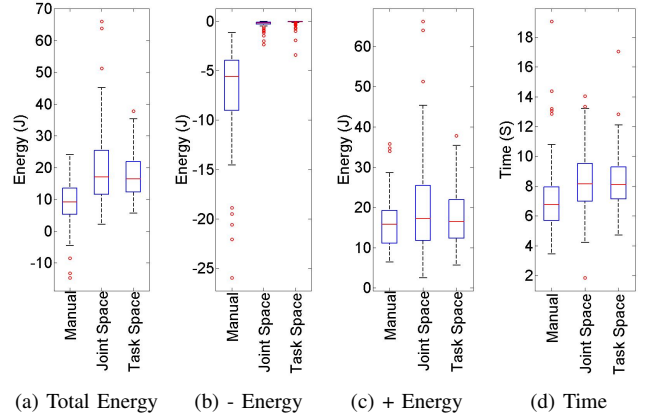 70
60
50
40
30
20
10
0
-10
Energy (J)
Manual
Joint Space
Task Space
(a) Total Energy
0
-5
-10
-15
-20
-25
Energy (J)
Manual
Joint Space
Task Space
(b) - Energy
60
50
40
30
20
10
0
Energy (J)
Manual
Joint Space
Task Space
(c) + Energy
18
16
14
12
10
8
6
4
2
Time (S)
Manual
Joint Space
Task Space
(d) Time